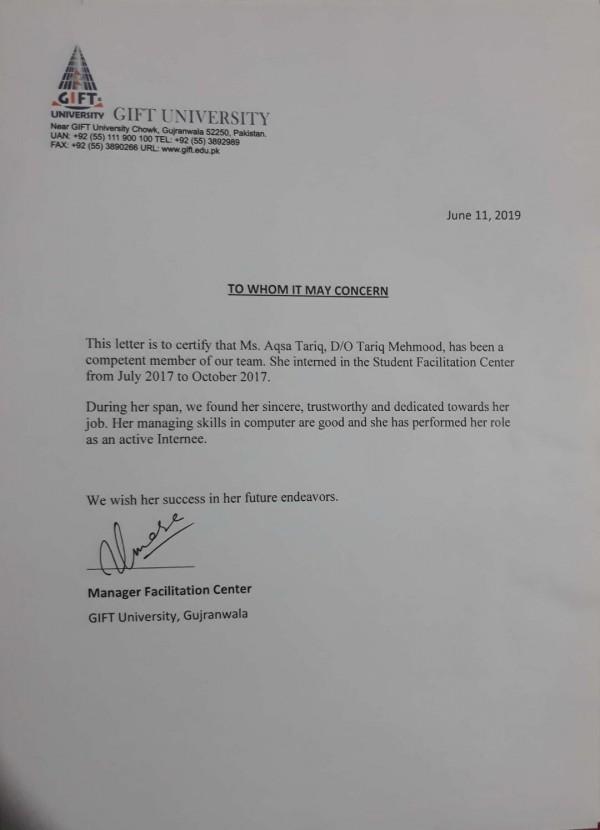 GIFT
UNIVERSITY GIFT UNIVERSITY
Near GIFT University Chowk, Gujranwala 52250, Pakistan.
UAN: +92 (55) 111 900 100 TEL: +92 (55) 3892989
FAX: +92 (55) 3890266 URL: www.gift.edu.pk
June 11, 2019
TO WHOM IT MAY CONCERN
This letter is to certify that Ms. Aqsa Tariq, D/O Tariq Mehmood, has been a
competent member of our team. She interned in the Student Facilitation Center
from July 2017 to October 2017.
During her span, we found her sincere, trustworthy and dedicated towards her
job. Her managing skills in computer are good and she has performed her role
as an active Internee.
We wish her success in her future endeavors.
Manager Facilitation Center
GIFT University, Gujranwala